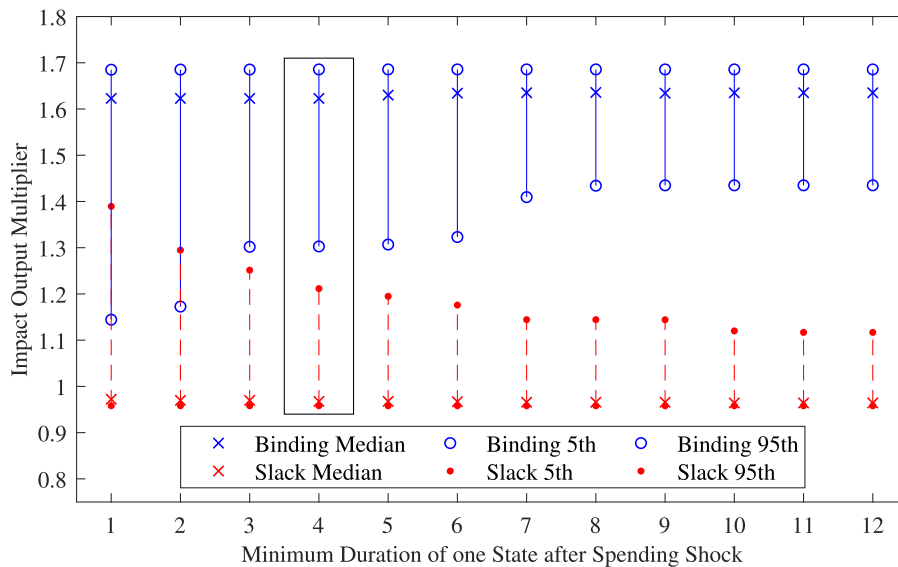 1.8
1.7
1.6
1.5
1.4
1.3
1.2
1.1
1
0.9
0.8
Impact Output Multiplier
Binding Median Binding 5th Binding 95th
Slack Median Slack 5th Slack 95th
1 2 3 4 5 6 7 8 9 10 11 12
Minimum Duration of one State after Spending Shock